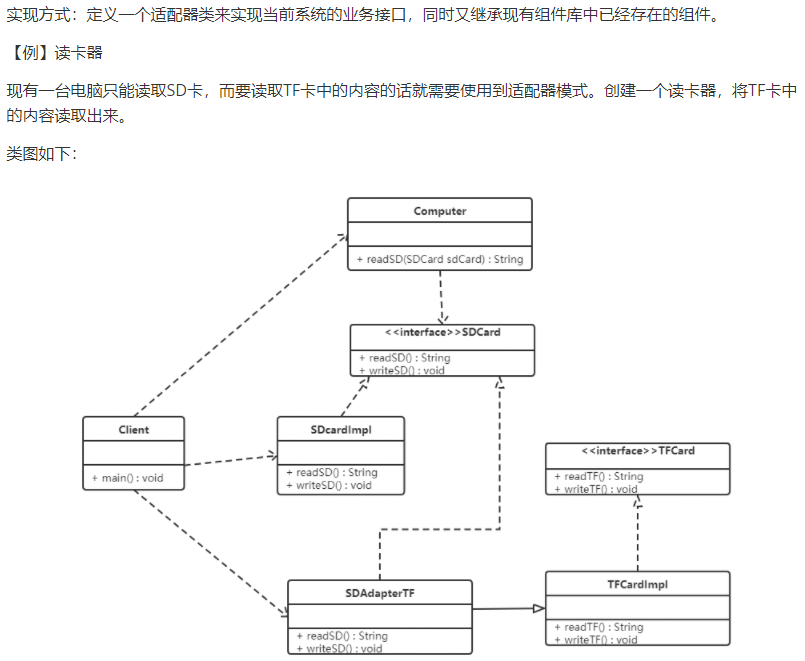 实现方式：定义一个适配器类来实现当前系统的业务接口，同时又继承现有组件库中已经存在的组件。
【例】读卡器
现有一台电脑只能读取SD卡，而要读取TF卡中的内容的话就需要使用到适配器模式。创建一个读卡器，将TF卡中
的内容读取出来。
类图如下：
Computer
+ readSD(SDCard sdCard) : String
<<interface>>SDCard
+ readSD() : String
+ writeSD() : void
Client
+ main() : void
SDcardImpl
+ readSD() : String
+ writeSD() : void
<<interface>>TFCard
+ readTF() : String
+ writeTF() : void
SDAdapterTF
+ readSD() : String
+ writeSD() : void
TFCardImpl
+ readTF() : String
+ writeTF() : void